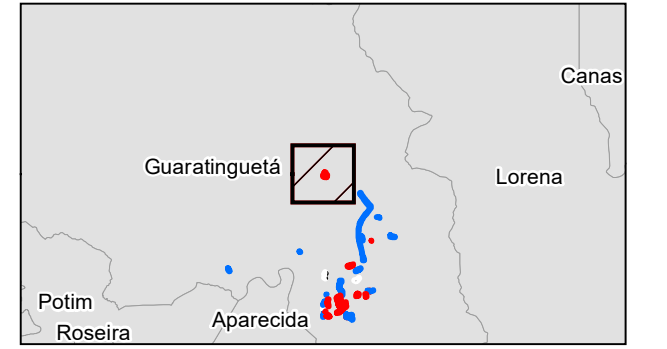 Canas
Guaratinguetá
Lorena
Potim
Aparecida
Roseira